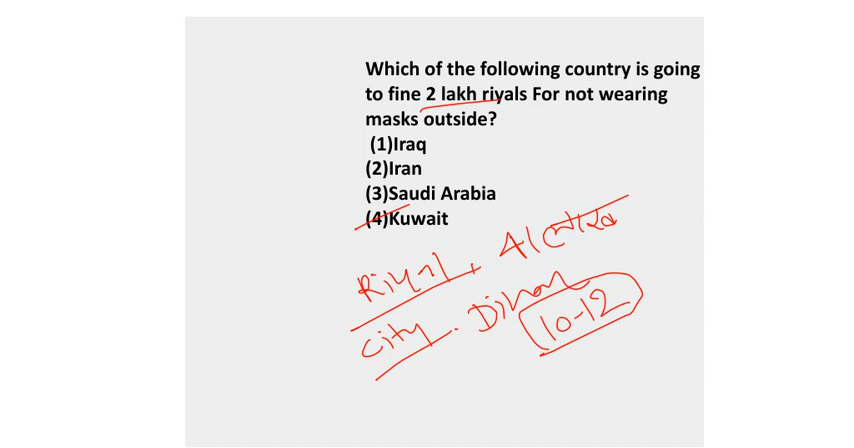 Which of the following country is going
to fine 2 lakh riyals For not wearing
masks outside?
(1)Iraq
(2)Iran
(3)Saudi Arabia
(4)Kuwait
Riyal
City
10-12